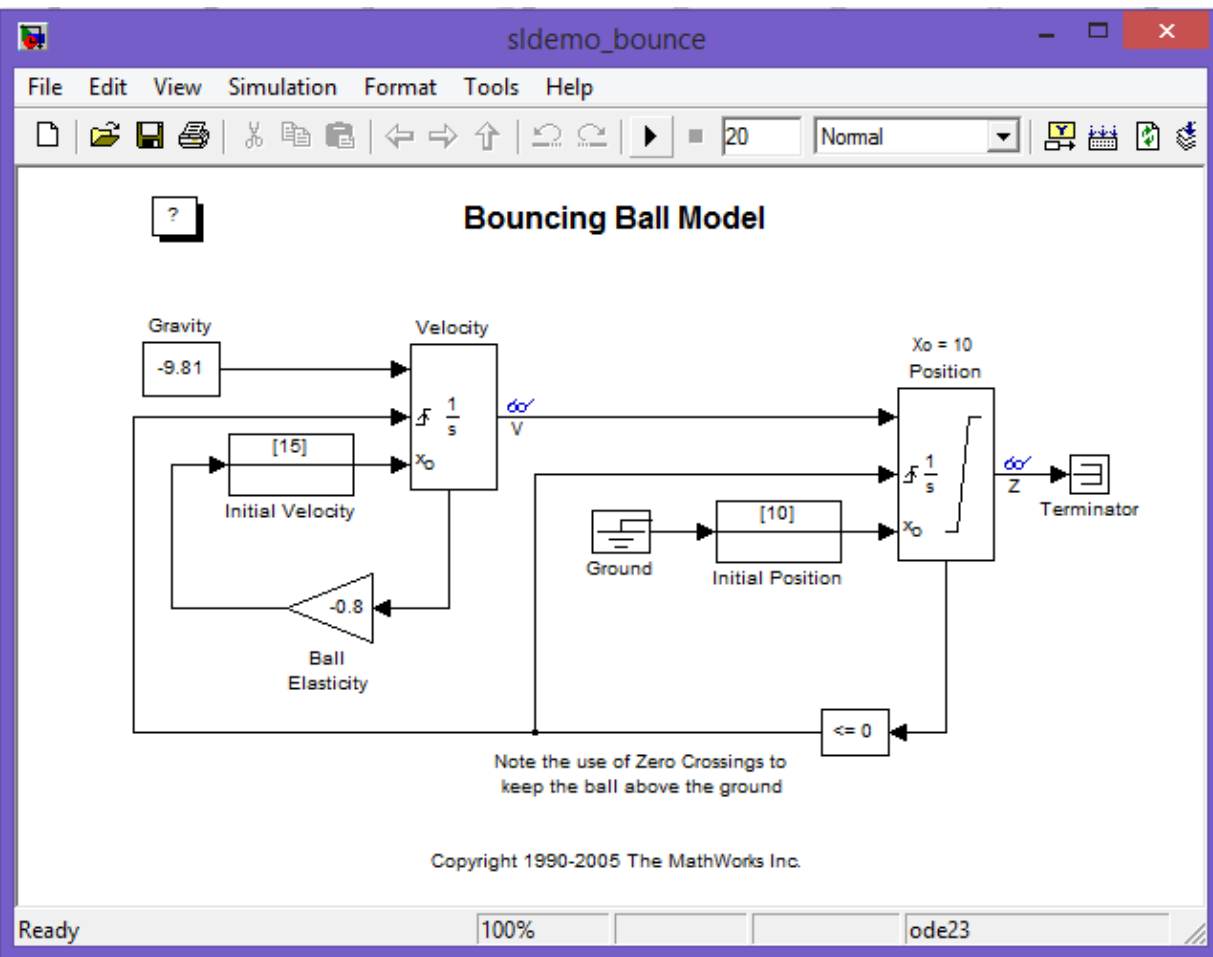 sldemo_bounce
File Edit View Simulation Format Tools Help
20 Normal
?
Bouncing Ball Model
Gravity
-9.81
Velocity
1
s
xo
V
[15]
Initial Velocity
-0.8
Ball
Elasticity
Xo = 10
Position
1
s
xo
Z
Terminator
Ground
[10]
Initial Position
<= 0
Note the use of Zero Crossings to
keep the ball above the ground
Copyright 1990-2005 The MathWorks Inc.
Ready 100% ode23